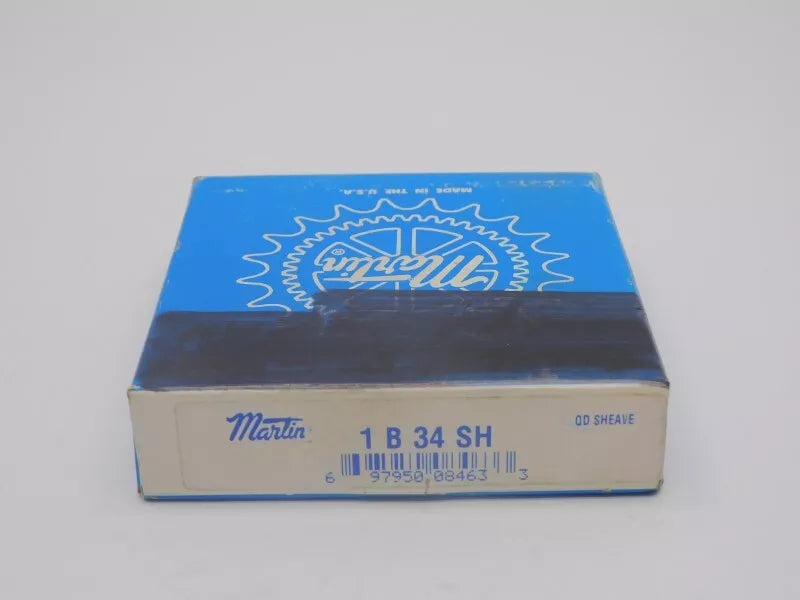 MADE IN THE U.S.A.
Martin®
Martin
1 B 34 SH
QD SHEAVE
6 97950 08463 3